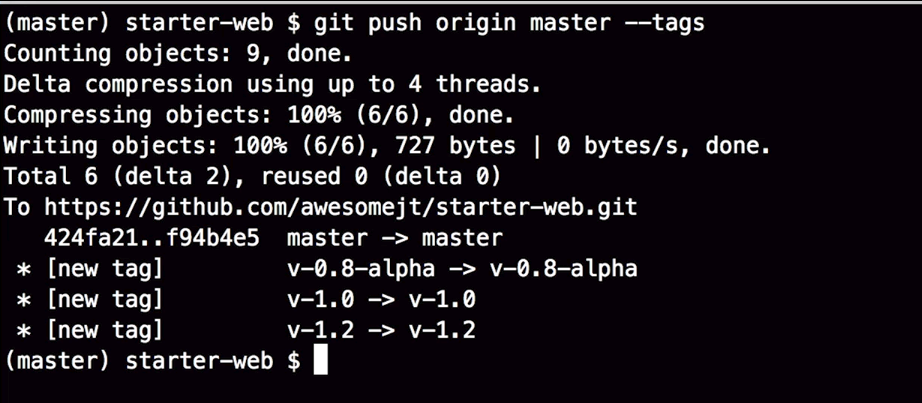 (master) starter-web $ git push origin master --tags
Counting objects: 9, done.
Delta compression using up to 4 threads.
Compressing objects: 100% (6/6), done.
Writing objects: 100% (6/6), 727 bytes | 0 bytes/s, done.
Total 6 (delta 2), reused 0 (delta 0)
To https://github.com/awesomejt/starter-web.git
   424fa21..f94b4e5  master -> master
 * [new tag]         v-0.8-alpha -> v-0.8-alpha
 * [new tag]         v-1.0 -> v-1.0
 * [new tag]         v-1.2 -> v-1.2
(master) starter-web $